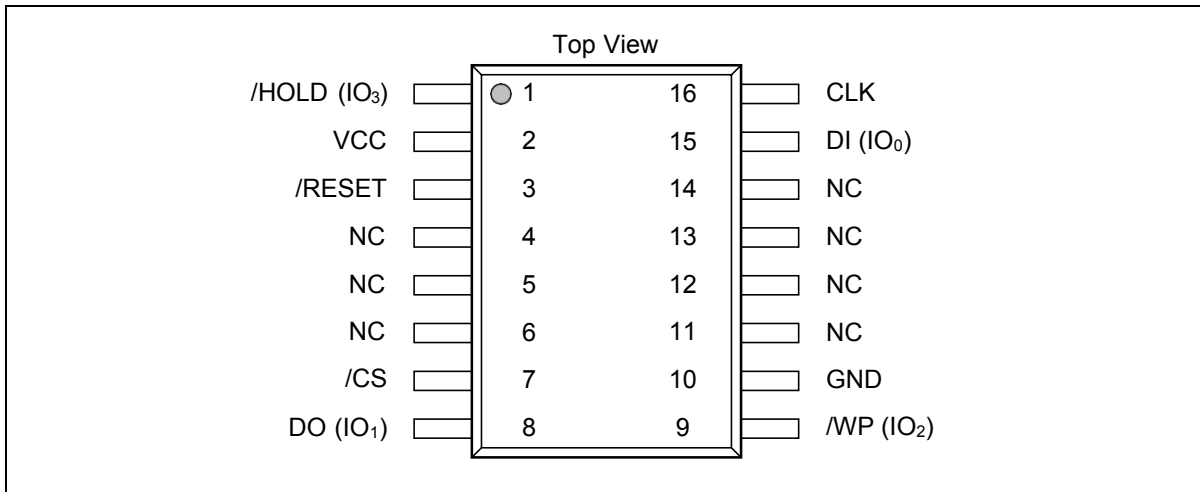 Top View
/HOLD (IO₃) 1 16 CLK
VCC 2 15 DI (IO₀)
/RESET 3 14 NC
NC 4 13 NC
NC 5 12 NC
NC 6 11 NC
/CS 7 10 GND
DO (IO₁) 8 9 /WP (IO₂)